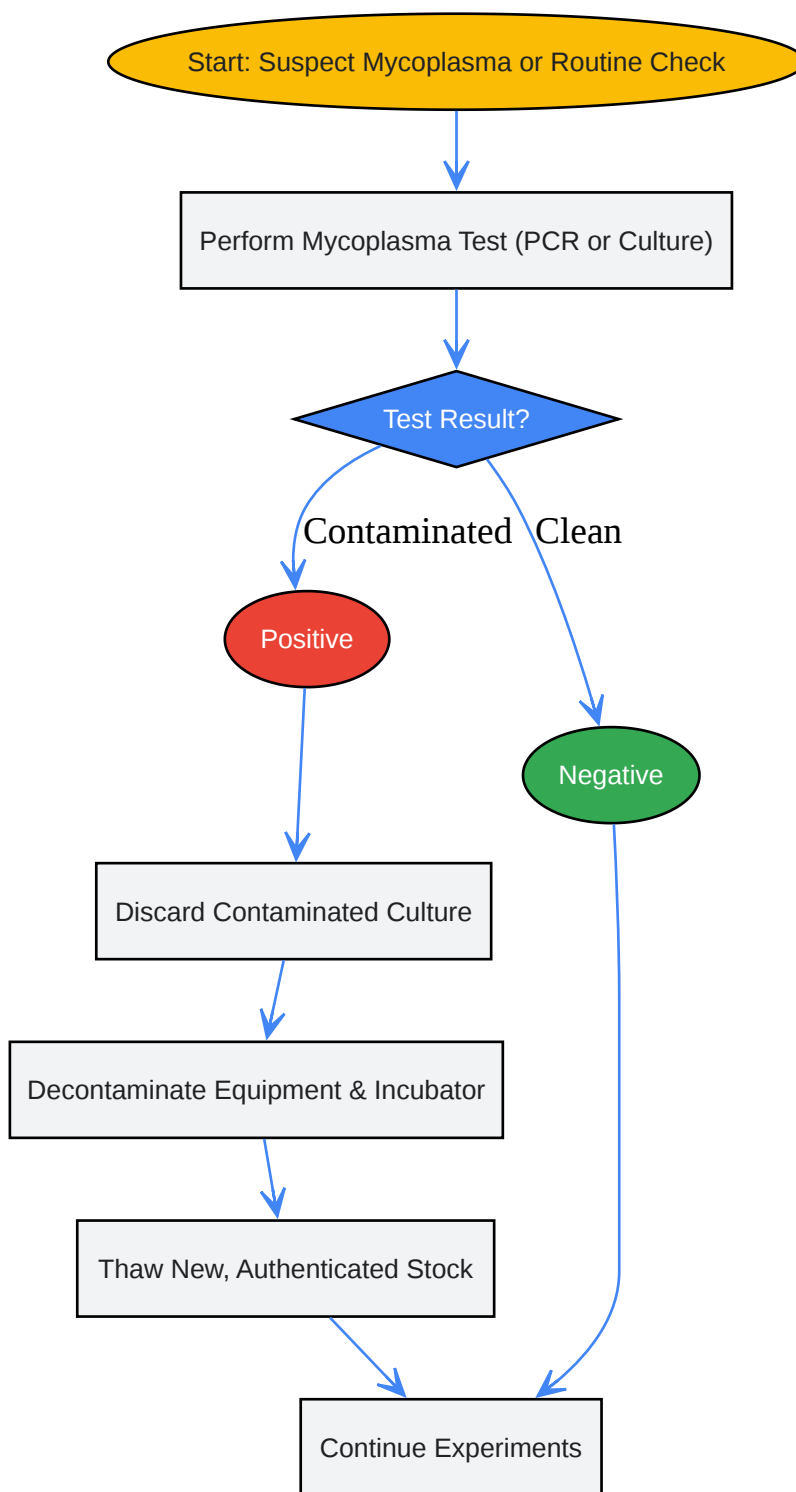 Start: Suspect Mycoplasma or Routine Check
Perform Mycoplasma Test (PCR or Culture)
Test Result?
Contaminated
Clean
Positive
Negative
Discard Contaminated Culture
Decontaminate Equipment & Incubator
Thaw New, Authenticated Stock
Continue Experiments